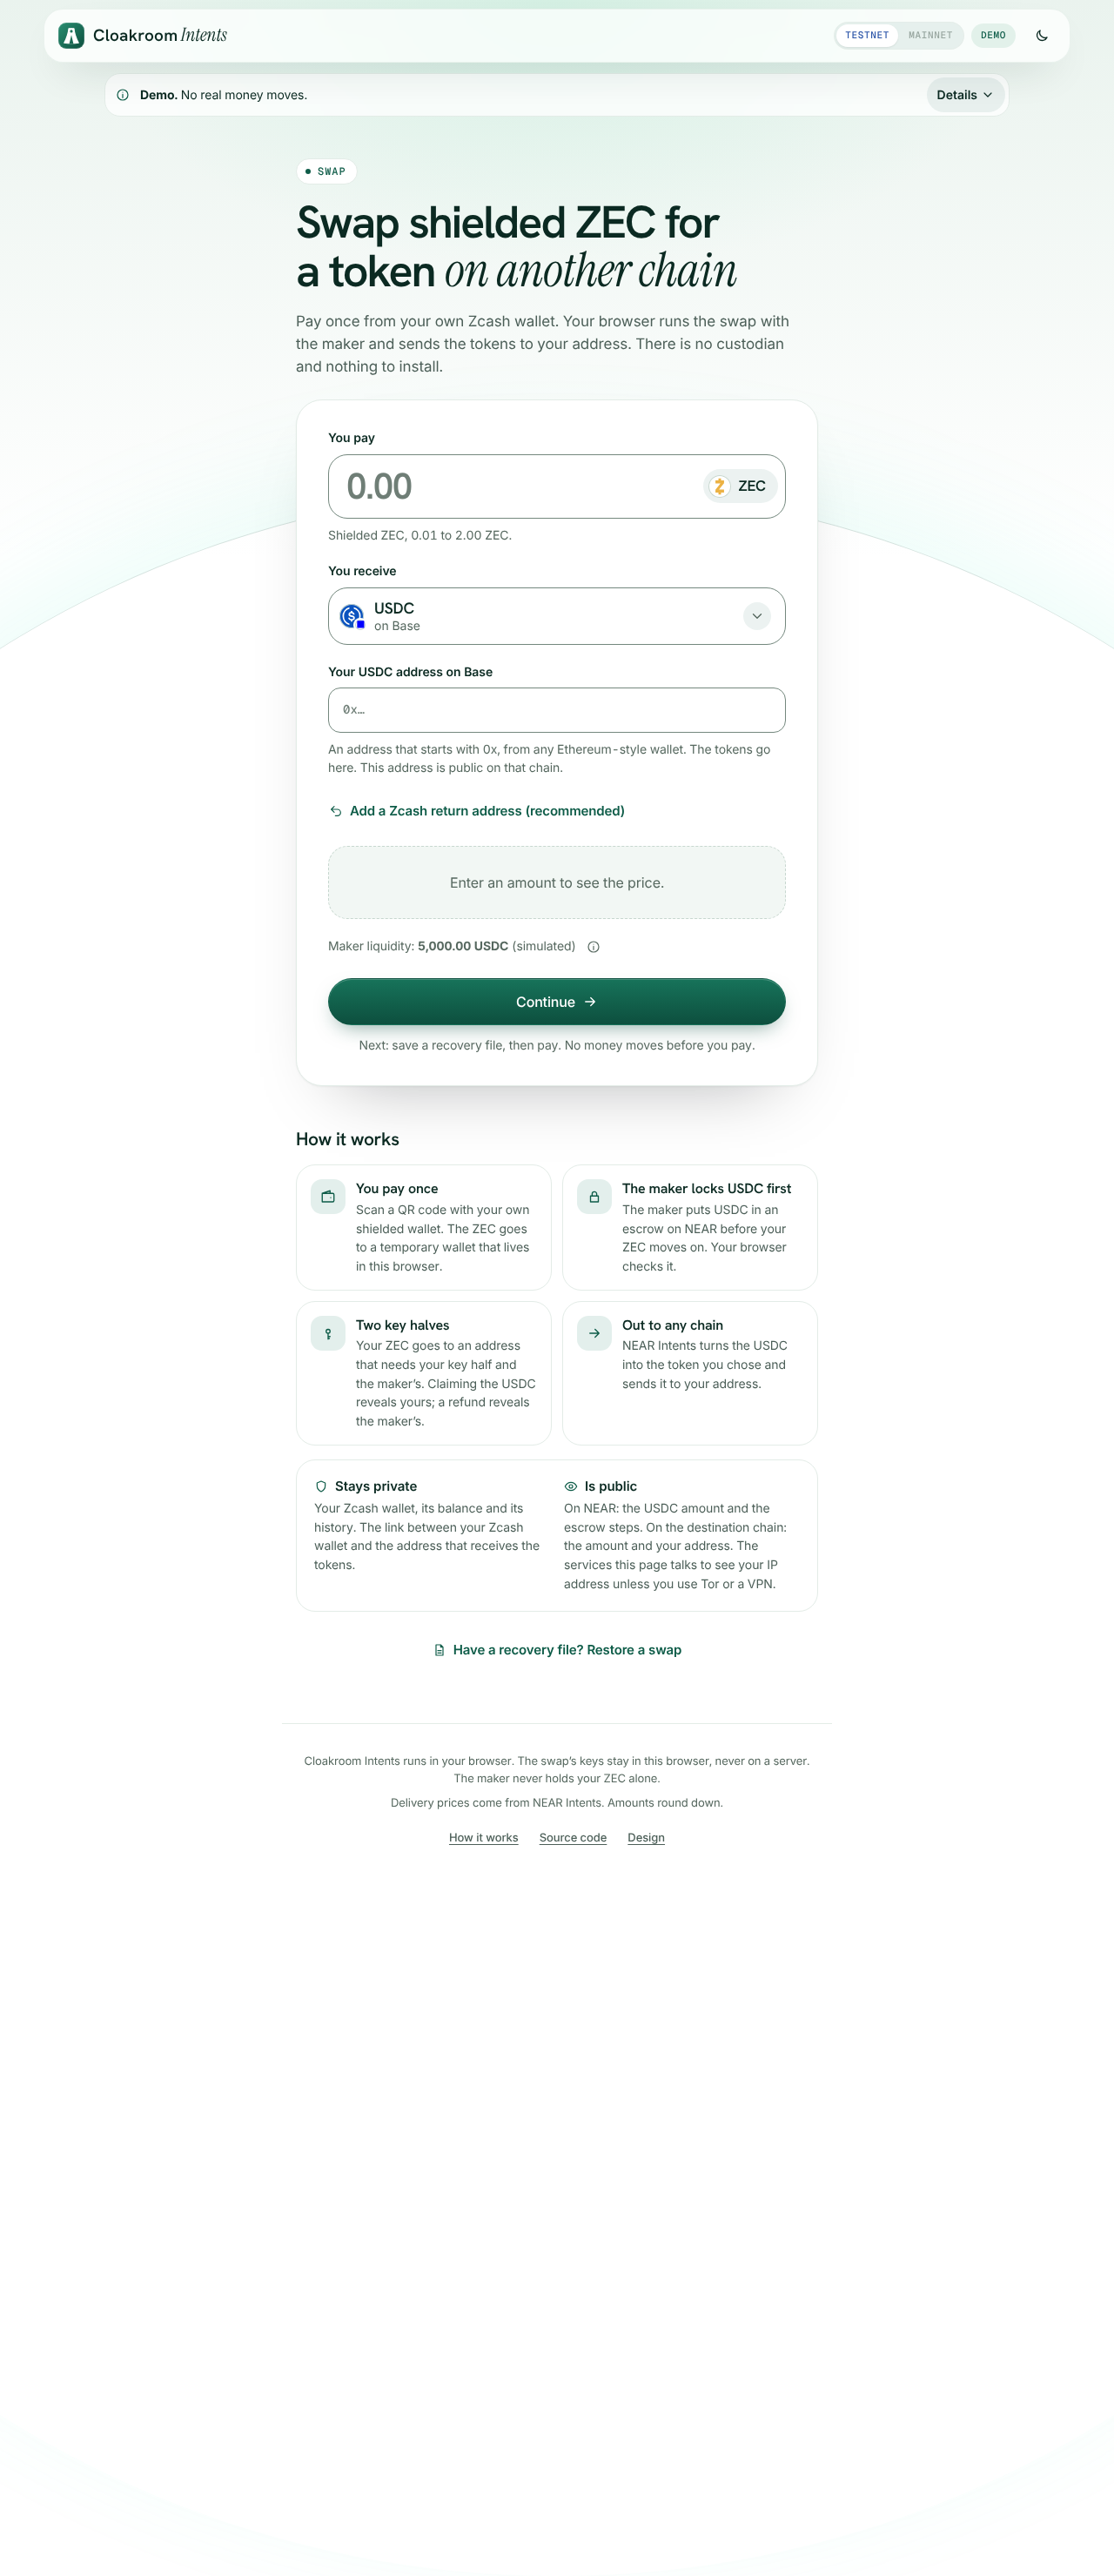 Cloakroom Intents
TESTNET MAINNET DEMO
Demo. No real money moves.
Details
SWAP
Swap shielded ZEC for
a token on another chain
Pay once from your own Zcash wallet. Your browser runs the swap with
the maker and sends the tokens to your address. There is no custodian
and nothing to install.
You pay
0.00
ZEC
Shielded ZEC, 0.01 to 2.00 ZEC.
You receive
USDC
on Base
Your USDC address on Base
0x…
An address that starts with 0x, from any Ethereum-style wallet. The tokens go
here. This address is public on that chain.
Add a Zcash return address (recommended)
Enter an amount to see the price.
Maker liquidity: 5,000.00 USDC (simulated)
Continue →
Next: save a recovery file, then pay. No money moves before you pay.
How it works
You pay once
Scan a QR code with your own
shielded wallet. The ZEC goes
to a temporary wallet that lives
in this browser.
The maker locks USDC first
The maker puts USDC in an
escrow on NEAR before your
ZEC moves on. Your browser
checks it.
Two key halves
Your ZEC goes to an address
that needs your key half and
the maker’s. Claiming the USDC
reveals yours; a refund reveals
the maker’s.
Out to any chain
NEAR Intents turns the USDC
into the token you chose and
sends it to your address.
Stays private
Your Zcash wallet, its balance and its
history. The link between your Zcash
wallet and the address that receives the
tokens.
Is public
On NEAR: the USDC amount and the
escrow steps. On the destination chain:
the amount and your address. The
services this page talks to see your IP
address unless you use Tor or a VPN.
Have a recovery file? Restore a swap
Cloakroom Intents runs in your browser. The swap’s keys stay in this browser, never on a server.
The maker never holds your ZEC alone.
Delivery prices come from NEAR Intents. Amounts round down.
How it works Source code Design